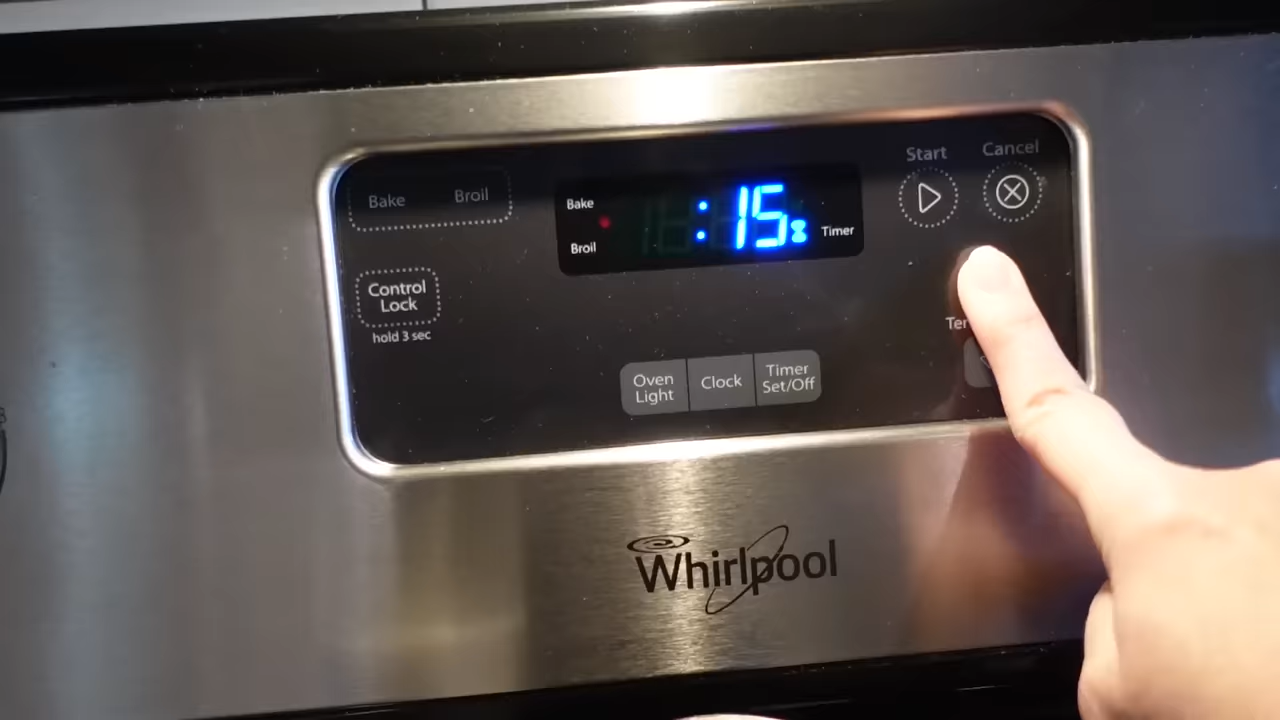 Start Cancel
Bake Broil
Bake
:15
Broil
Timer
Control
Lock
hold 3 sec
Oven
Light
Clock
Timer
Set/Off
Whirlpool